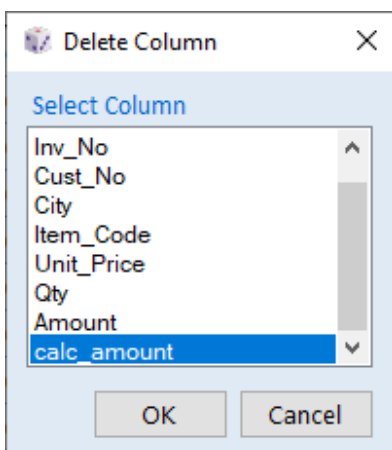 Delete Column
Select Column
Inv_No
Cust_No
City
Item_Code
Unit_Price
Qty
Amount
calc_amount
OK
Cancel